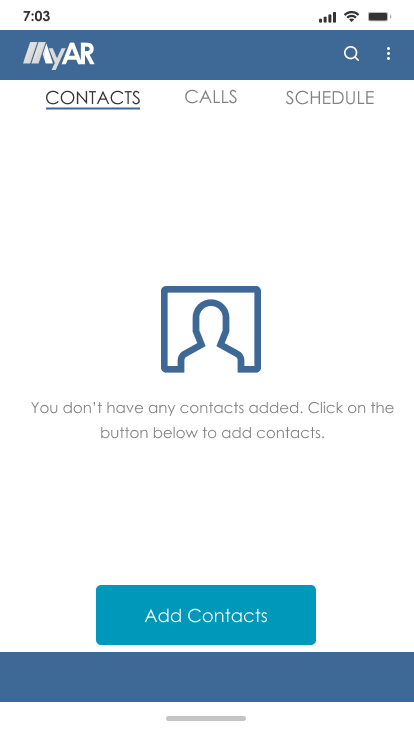 7:03
MyAR
CONTACTS CALLS SCHEDULE
You don't have any contacts added. Click on the
button below to add contacts.
Add Contacts